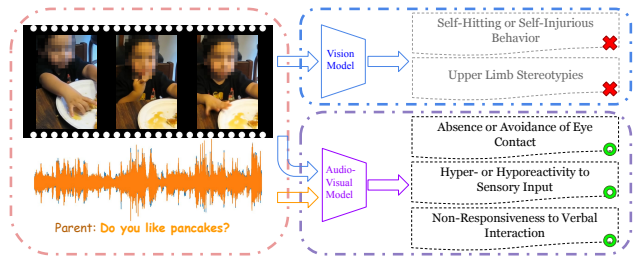 Parent: Do you like pancakes?
Vision
Model
Self-Hitting or Self-Injurious
Behavior
Upper Limb Stereotypies
Audio-
Visual
Model
Absence or Avoidance of Eye
Contact
Hyper- or Hyporeactivity to
Sensory Input
Non-Responsiveness to Verbal
Interaction